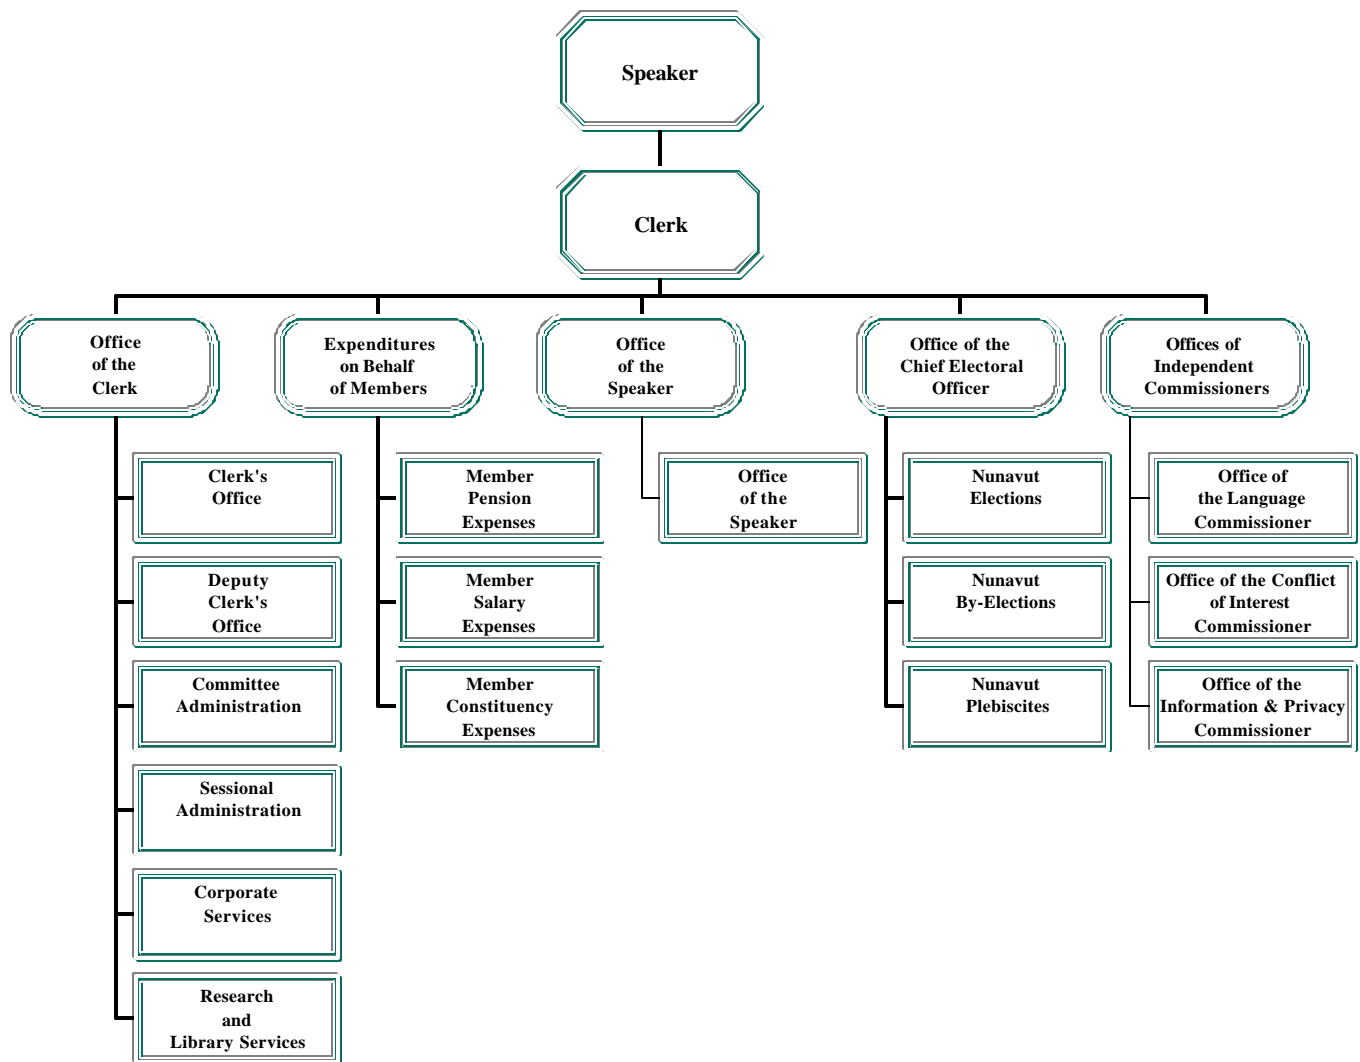 Speaker
Clerk
Office
of the
Clerk
Expenditures
on Behalf
of Members
Office
of the
Speaker
Office of the
Chief Electoral
Officer
Offices of
Independent
Commissioners
Clerk's
Office
Deputy
Clerk's
Office
Committee
Administration
Sessional
Administration
Corporate
Services
Research
and
Library Services
Member
Pension
Expenses
Member
Salary
Expenses
Member
Constituency
Expenses
Office
of the
Speaker
Nunavut
Elections
Nunavut
By-Elections
Nunavut
Plebiscites
Office of
the Language
Commissioner
Office of the Conflict
of Interest
Commissioner
Office of the
Information & Privacy
Commissioner